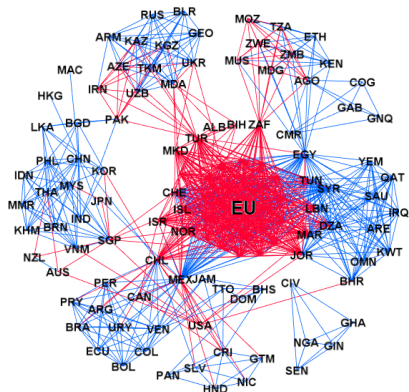 RUS
BLR
ARM
KAZ
KGZ
GEO
AZE
TKM
UKR
IRN
UZB
MDA
MAC
HKG
LKA
BGD
PAK
MOZ
TZA
ZWE
ETH
MUS
ZMB
MDG
KEN
AGO
COG
GAB
GNQ
CMR
ALB
BIH
ZAF
TUR
MKD
EGY
PHL
CHN
IDN
THA
MYS
KOR
MMR
JPN
IND
KHM
BRN
VNM
SGP
NZL
AUS
CHE
ISL
ISR
NOR
CHL
EU
TUN
SYR
LBN
DZA
MAR
JOR
YEM
QAT
SAU
IRQ
ARE
KWT
OMN
BHR
MEX
JAM
PER
CAN
PRY
ARG
BRA
URY
VEN
ECU
COL
BOL
TTO
BHS
DOM
USA
CRI
GTM
PAN
SLV
NIC
HND
CIV
GHA
NGA
GIN
SEN